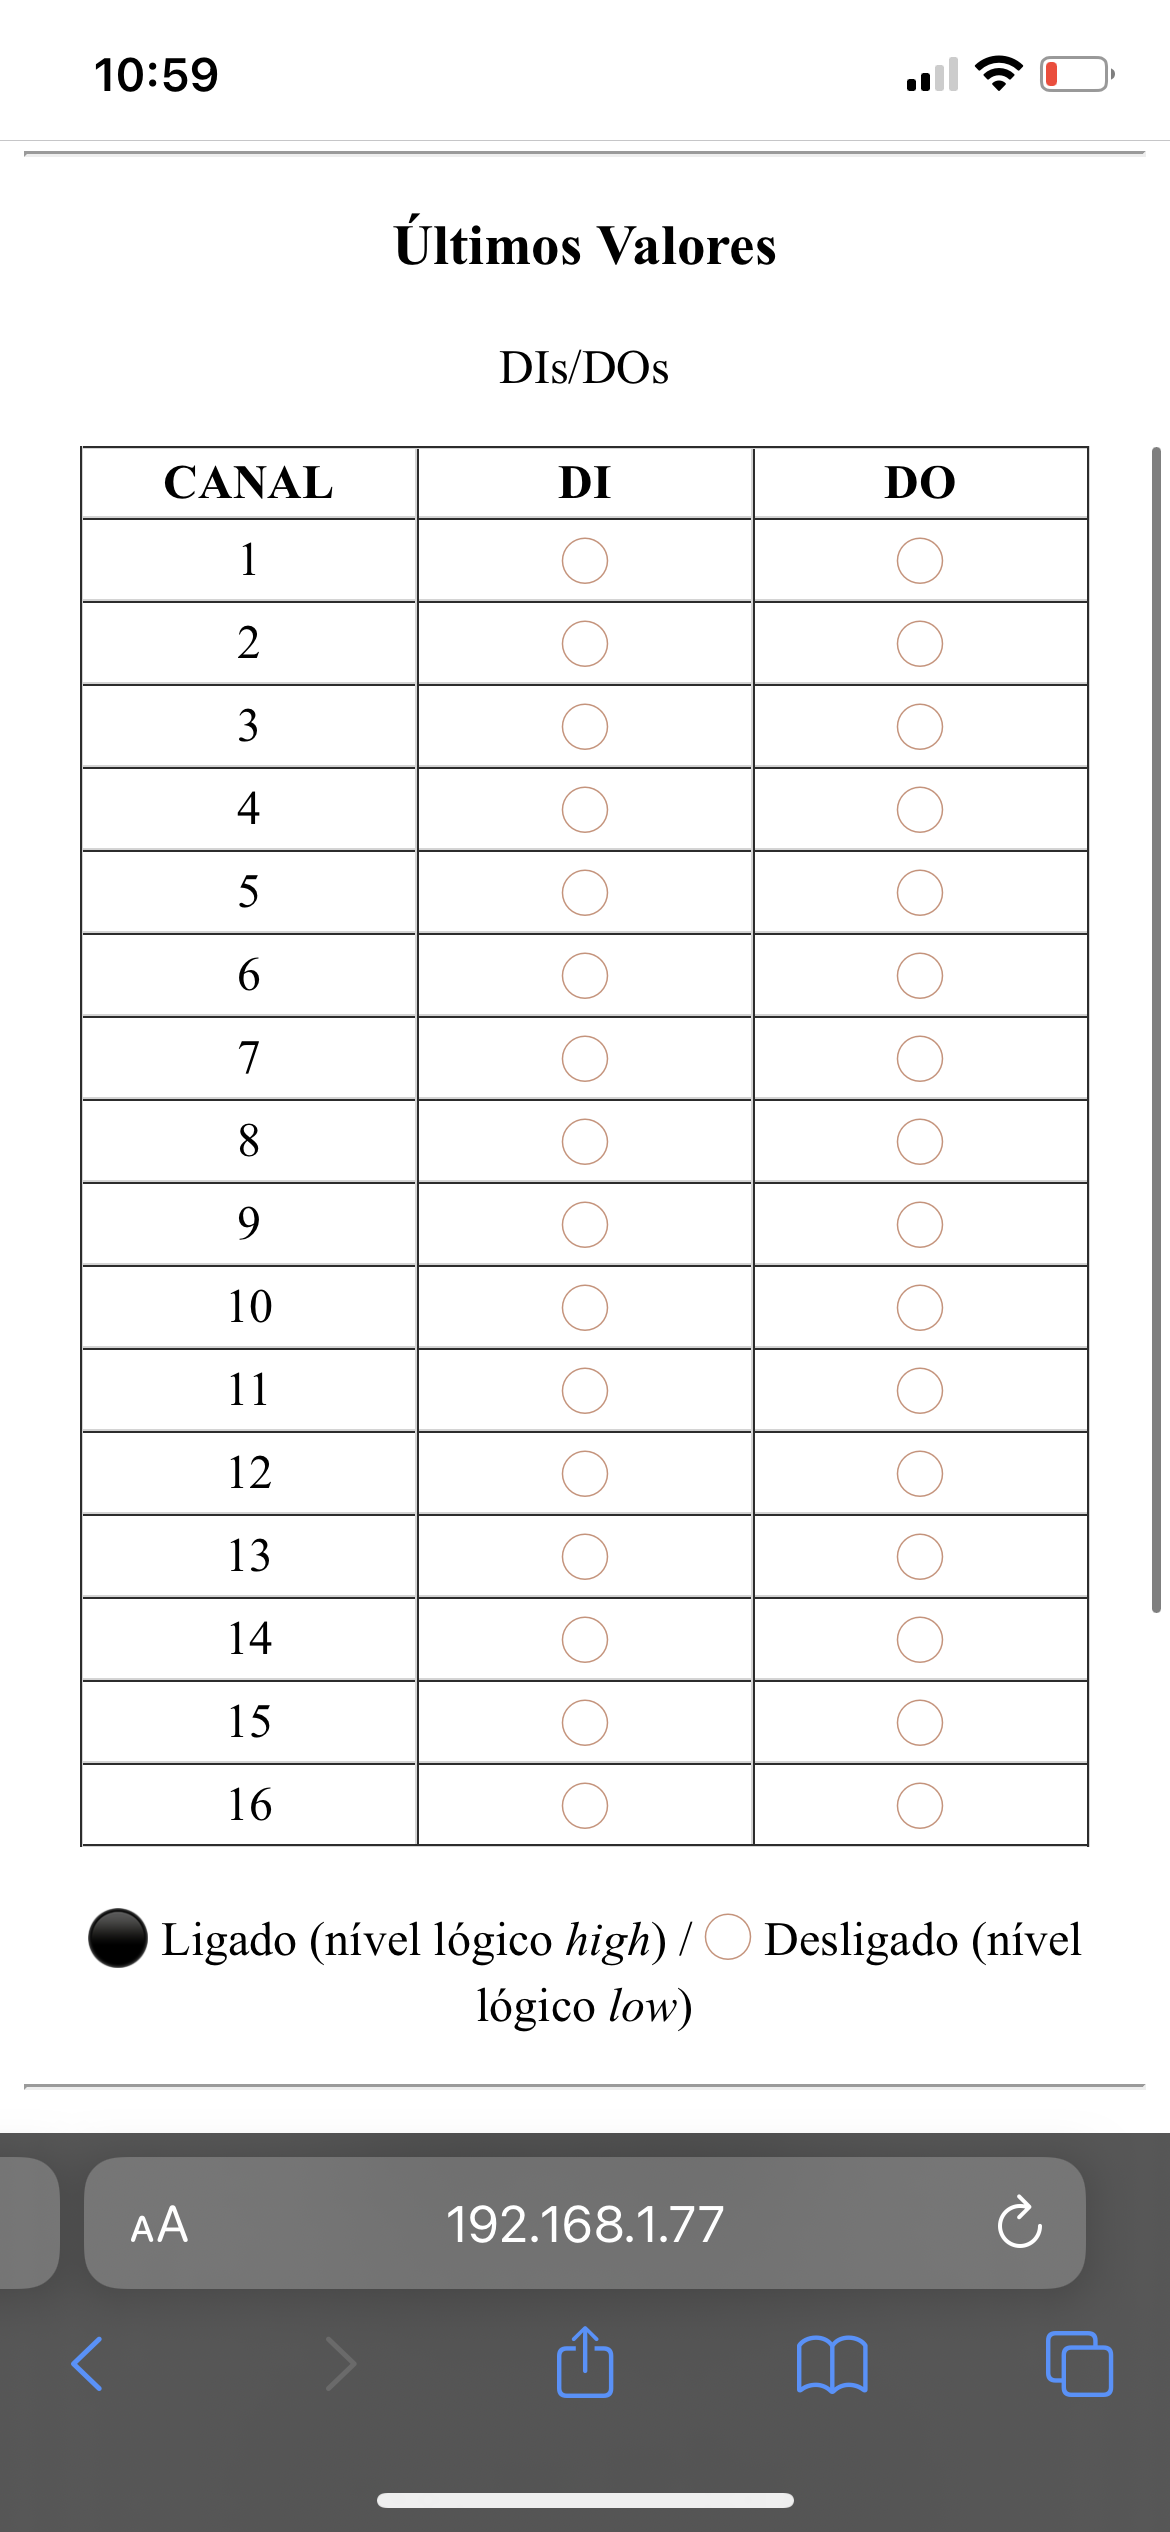 10:59
Últimos Valores
DIs/DOs
CANAL DI DO
1
2
3
4
5
6
7
8
9
10
11
12
13
14
15
16
Ligado (nível lógico high) / Desligado (nível
lógico low)
AA 192.168.1.77